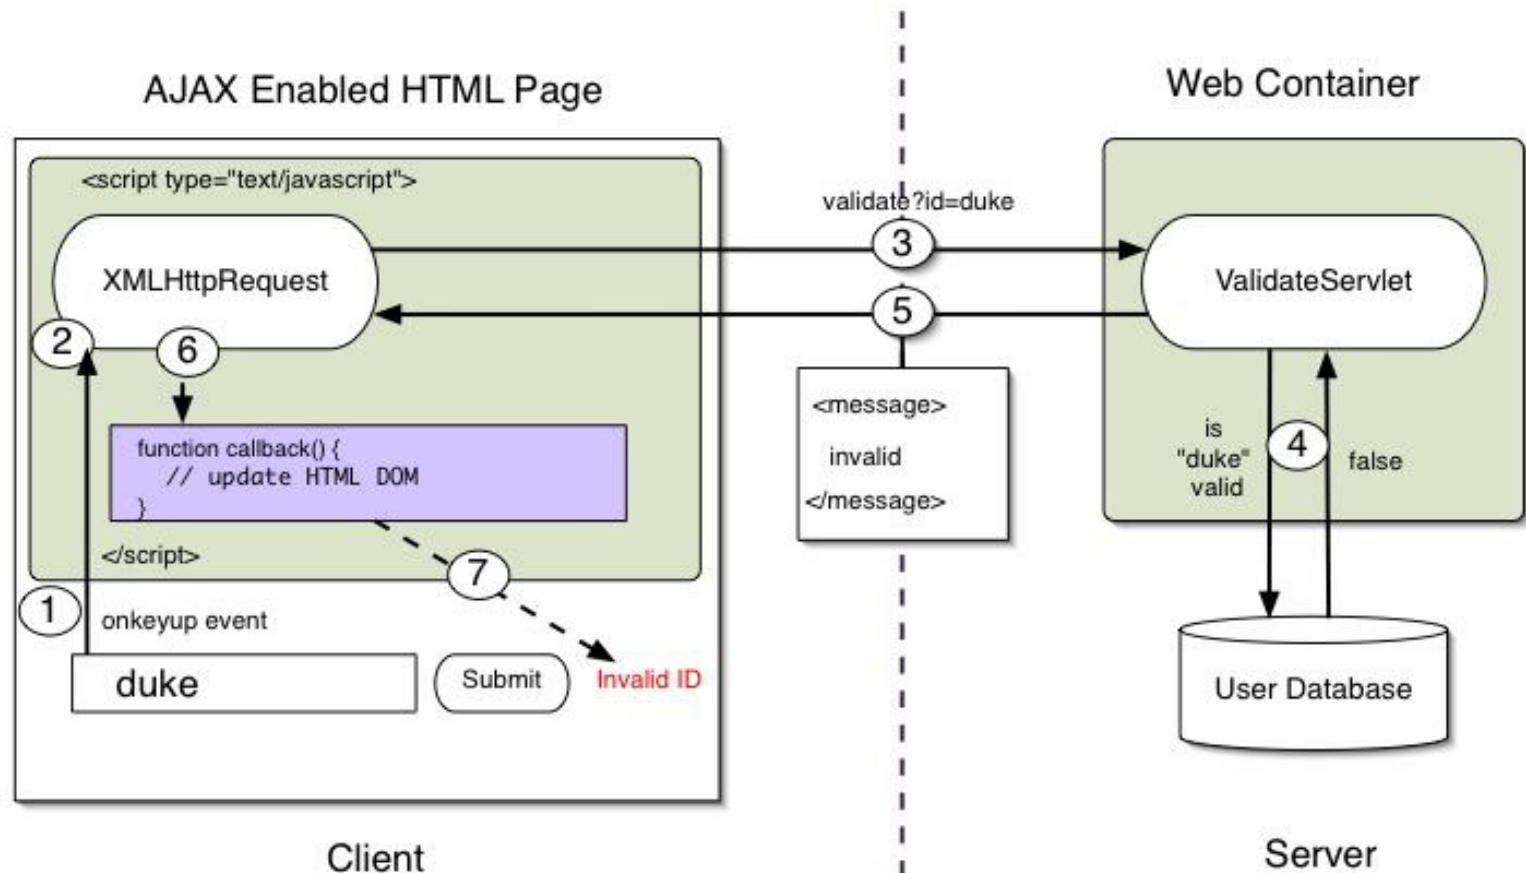 AJAX Enabled HTML Page
Web Container
<script type="text/javascript">
validate?id=duke
3
XMLHttpRequest
ValidateServlet
5
2
6
<message>
invalid
</message>
function callback() {
// update HTML DOM
}
is
"duke"
valid
4
false
</script>
7
1
onkeyup event
duke
Submit
Invalid ID
User Database
Client
Server